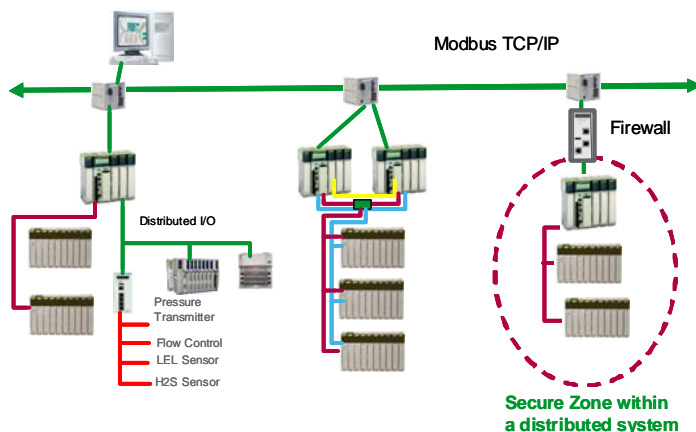 Modbus TCP/IP
Firewall
Distributed I/O
Pressure
Transmitter
Flow Control
LEL Sensor
H2S Sensor
Secure Zone within
a distributed system